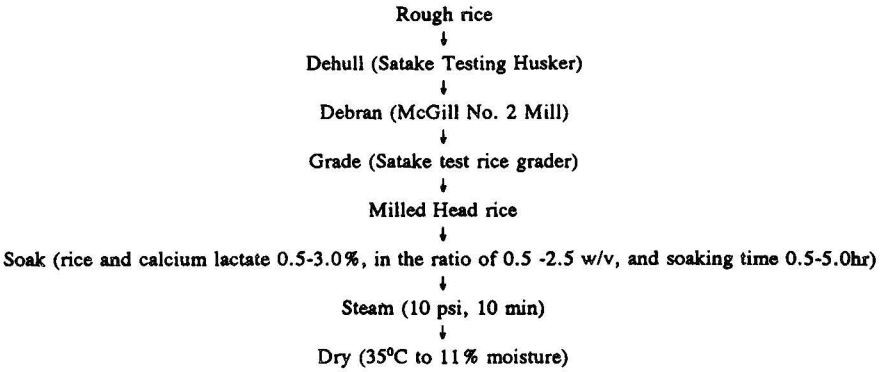 Rough rice
↓
Dehull (Satake Testing Husker)
↓
Debran (McGill No. 2 Mill)
↓
Grade (Satake test rice grader)
↓
Milled Head rice
↓
Soak (rice and calcium lactate 0.5-3.0%, in the ratio of 0.5 -2.5 w/v, and soaking time 0.5-5.0hr)
↓
Steam (10 psi, 10 min)
↓
Dry (35⁰C to 11% moisture)